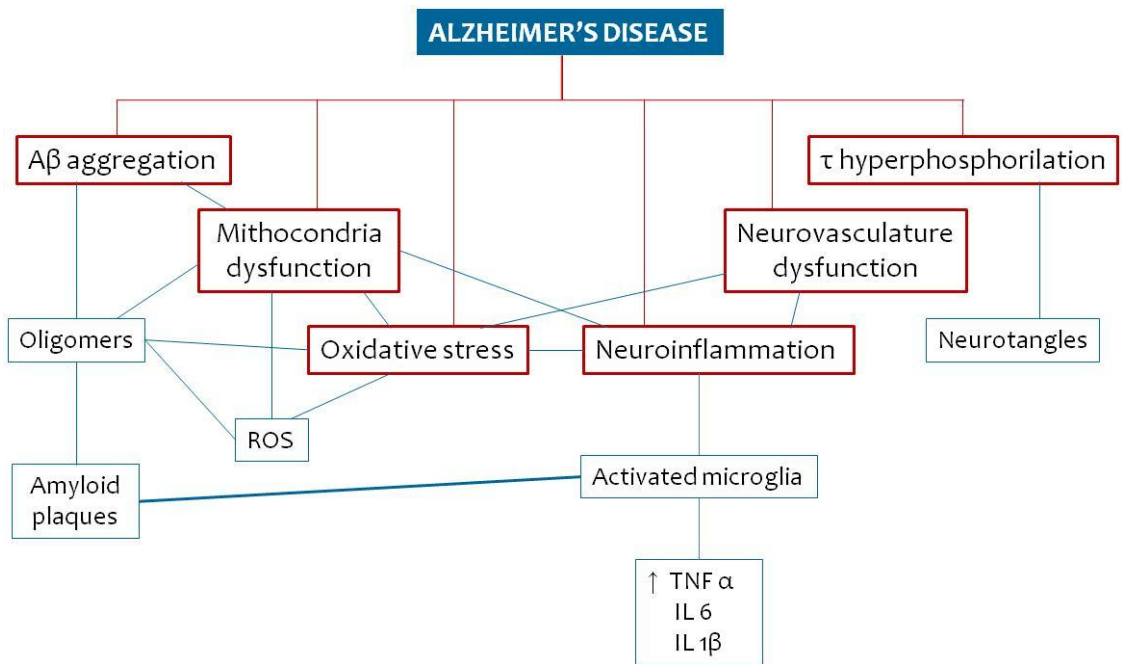 ALZHEIMER'S DISEASE
Aβ aggregation
τ hyperphosphorilation
Mithocondria
dysfunction
Neurovasculature
dysfunction
Oligomers
Oxidative stress
Neuroinflammation
Neurotangles
ROS
Amyloid
plaques
Activated microglia
↑ TNF α
IL 6
IL 1β